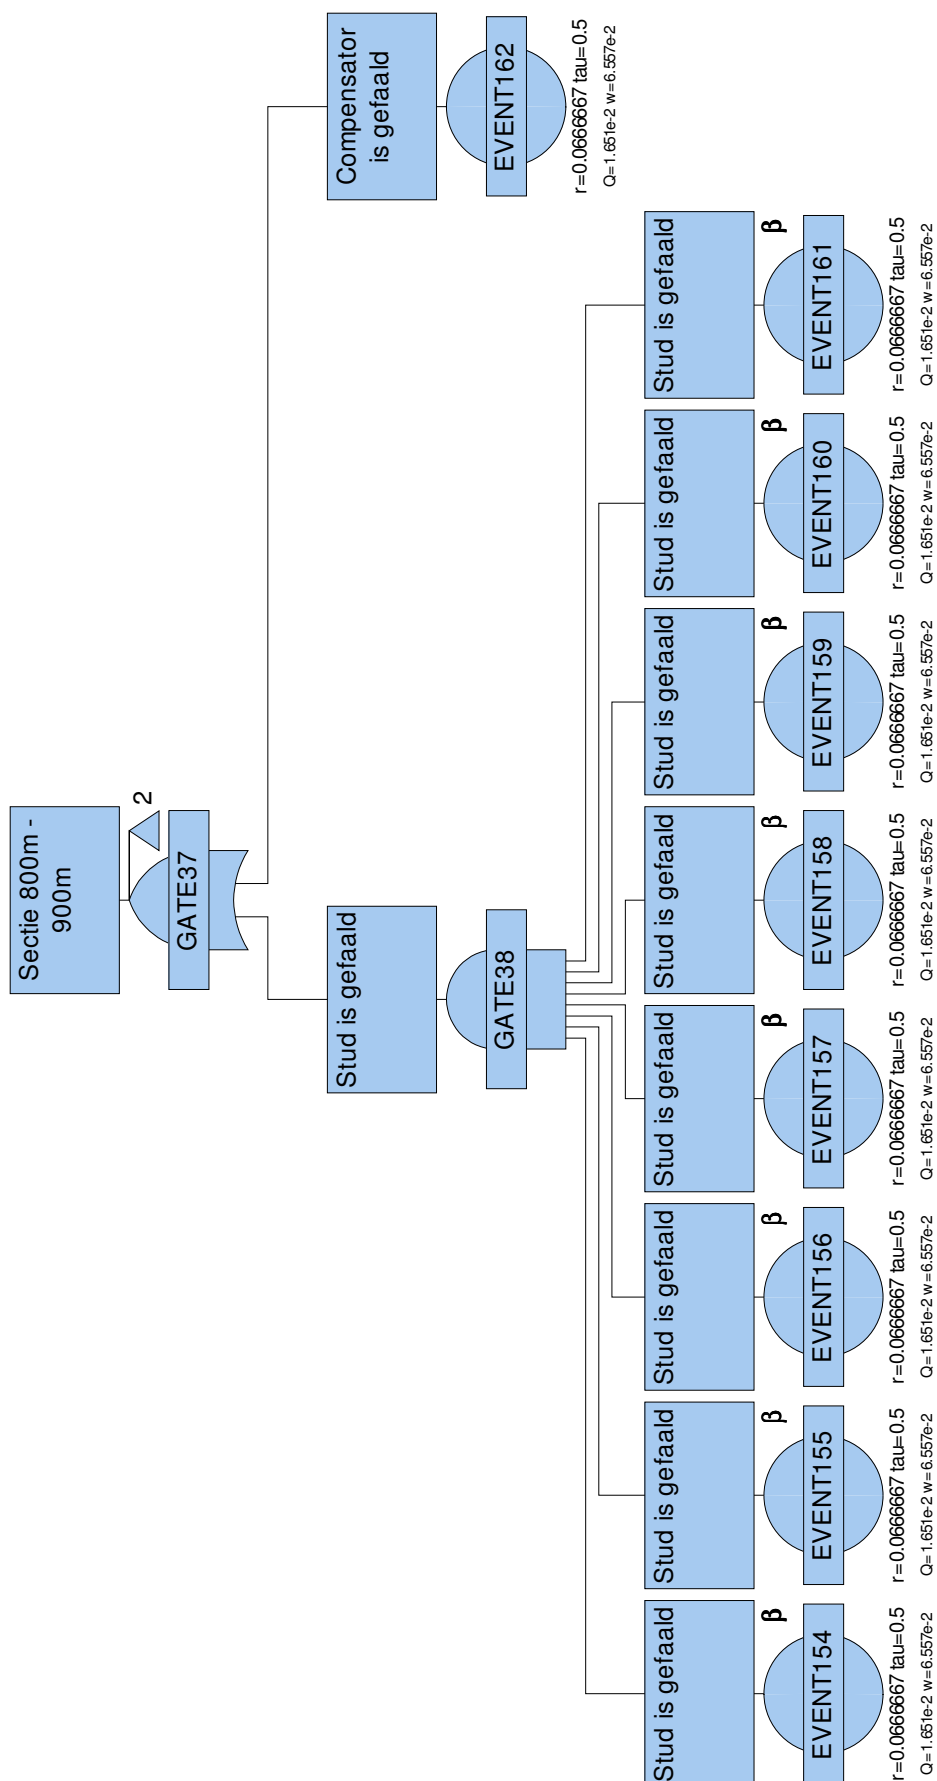 Sectie 800m -
900m
2
GATE37
Stud is gefaald
GATE38
Compensator
is gefaald
EVENT162
r=0.0666667 tau=0.5
Q=1.651e-2 w=6.557e-2
Stud is gefaald
β
EVENT154
r=0.0666667 tau=0.5
Q=1.651e-2 w=6.557e-2
Stud is gefaald
β
EVENT155
r=0.0666667 tau=0.5
Q=1.651e-2 w=6.557e-2
Stud is gefaald
β
EVENT156
r=0.0666667 tau=0.5
Q=1.651e-2 w=6.557e-2
Stud is gefaald
β
EVENT157
r=0.0666667 tau=0.5
Q=1.651e-2 w=6.557e-2
Stud is gefaald
β
EVENT158
r=0.0666667 tau=0.5
Q=1.651e-2 w=6.557e-2
Stud is gefaald
β
EVENT159
r=0.0666667 tau=0.5
Q=1.651e-2 w=6.557e-2
Stud is gefaald
β
EVENT160
r=0.0666667 tau=0.5
Q=1.651e-2 w=6.557e-2
Stud is gefaald
β
EVENT161
r=0.0666667 tau=0.5
Q=1.651e-2 w=6.557e-2